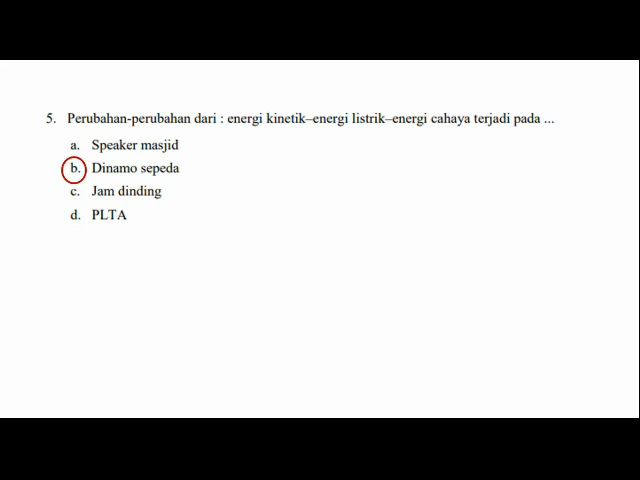 5. Perubahan-perubahan dari : energi kinetik–energi listrik–energi cahaya terjadi pada ...
a. Speaker masjid
b. Dinamo sepeda
c. Jam dinding
d. PLTA